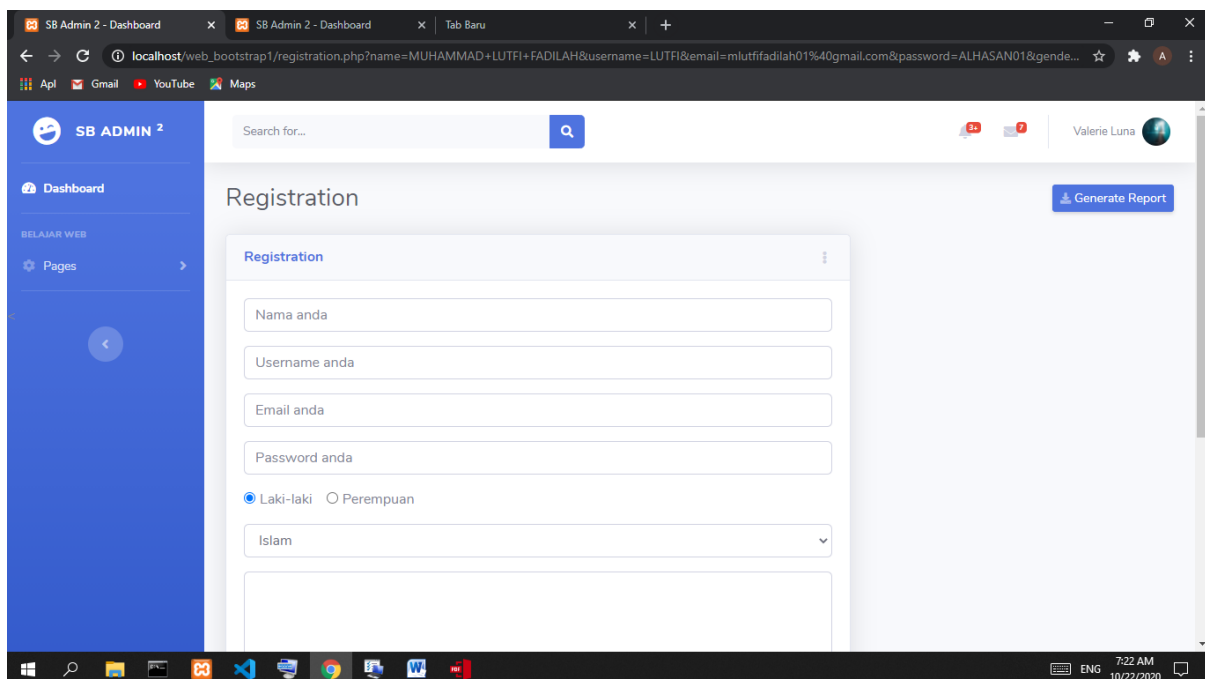 SB Admin 2 - Dashboard
SB Admin 2 - Dashboard
Tab Baru
localhost/web_bootstrap1/registration.php?name=MUHAMMAD+LUTFI+FADILAH&username=LUTFI&email=mlutfifadilah01%40gmail.com&password=ALHASAN01&gende...
A
Apl
Gmail
YouTube
Maps
SB ADMIN 2
Search for...
3+
7
Valerie Luna
Dashboard
Registration
Generate Report
BELAJAR WEB
Pages
Registration
Nama anda
Username anda
Email anda
Password anda
Laki-laki
Perempuan
Islam
ENG
7:22 AM
10/22/2020